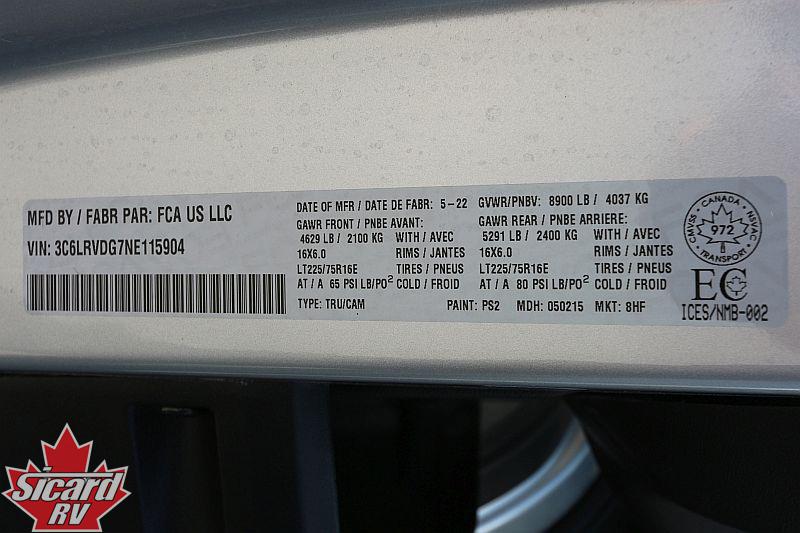 MFD BY / FABR PAR: FCA US LLC
VIN: 3C6LRVDG7NE115904
DATE OF MFR / DATE DE FABR: 5-22 GVWR/PNBV: 8900 LB / 4037 KG
GAWR FRONT / PNBE AVANT: GAWR REAR / PNBE ARRIERE:
4629 LB / 2100 KG WITH / AVEC 5291 LB / 2400 KG WITH / AVEC
16X6.0 RIMS / JANTES 16X6.0 RIMS / JANTES
LT225/75R16E TIRES / PNEUS LT225/75R16E TIRES / PNEUS
AT / A 65 PSI LB/PO² COLD / FROID AT / A 80 PSI LB/PO² COLD / FROID
TYPE: TRU/CAM PAINT: PS2 MDH: 050215 MKT: 8HF
CANADA
CMVSS
NSVAC
972
TRANSPORT
EC
ICES/NMB-002
Sicard
RV